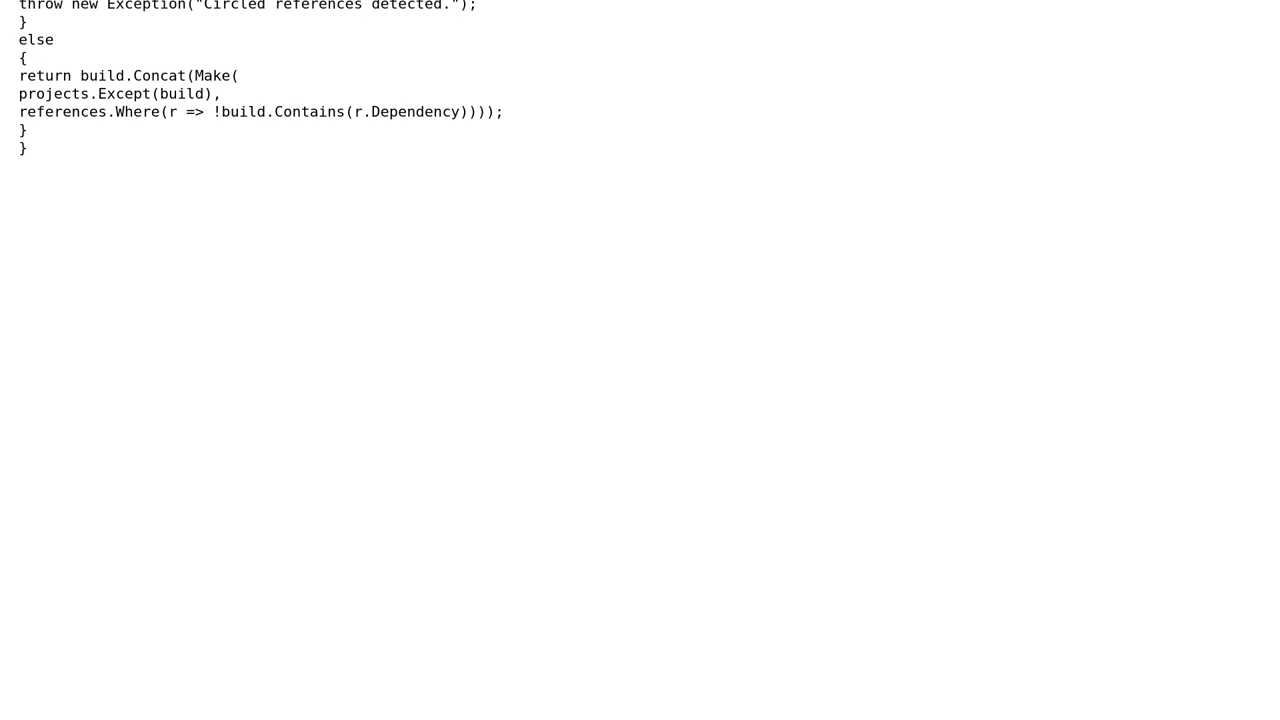 throw new Exception("Circled references detected.");
}
else
{
return build.Concat(Make(
projects.Except(build),
references.Where(r => !build.Contains(r.Dependency))));
}
}